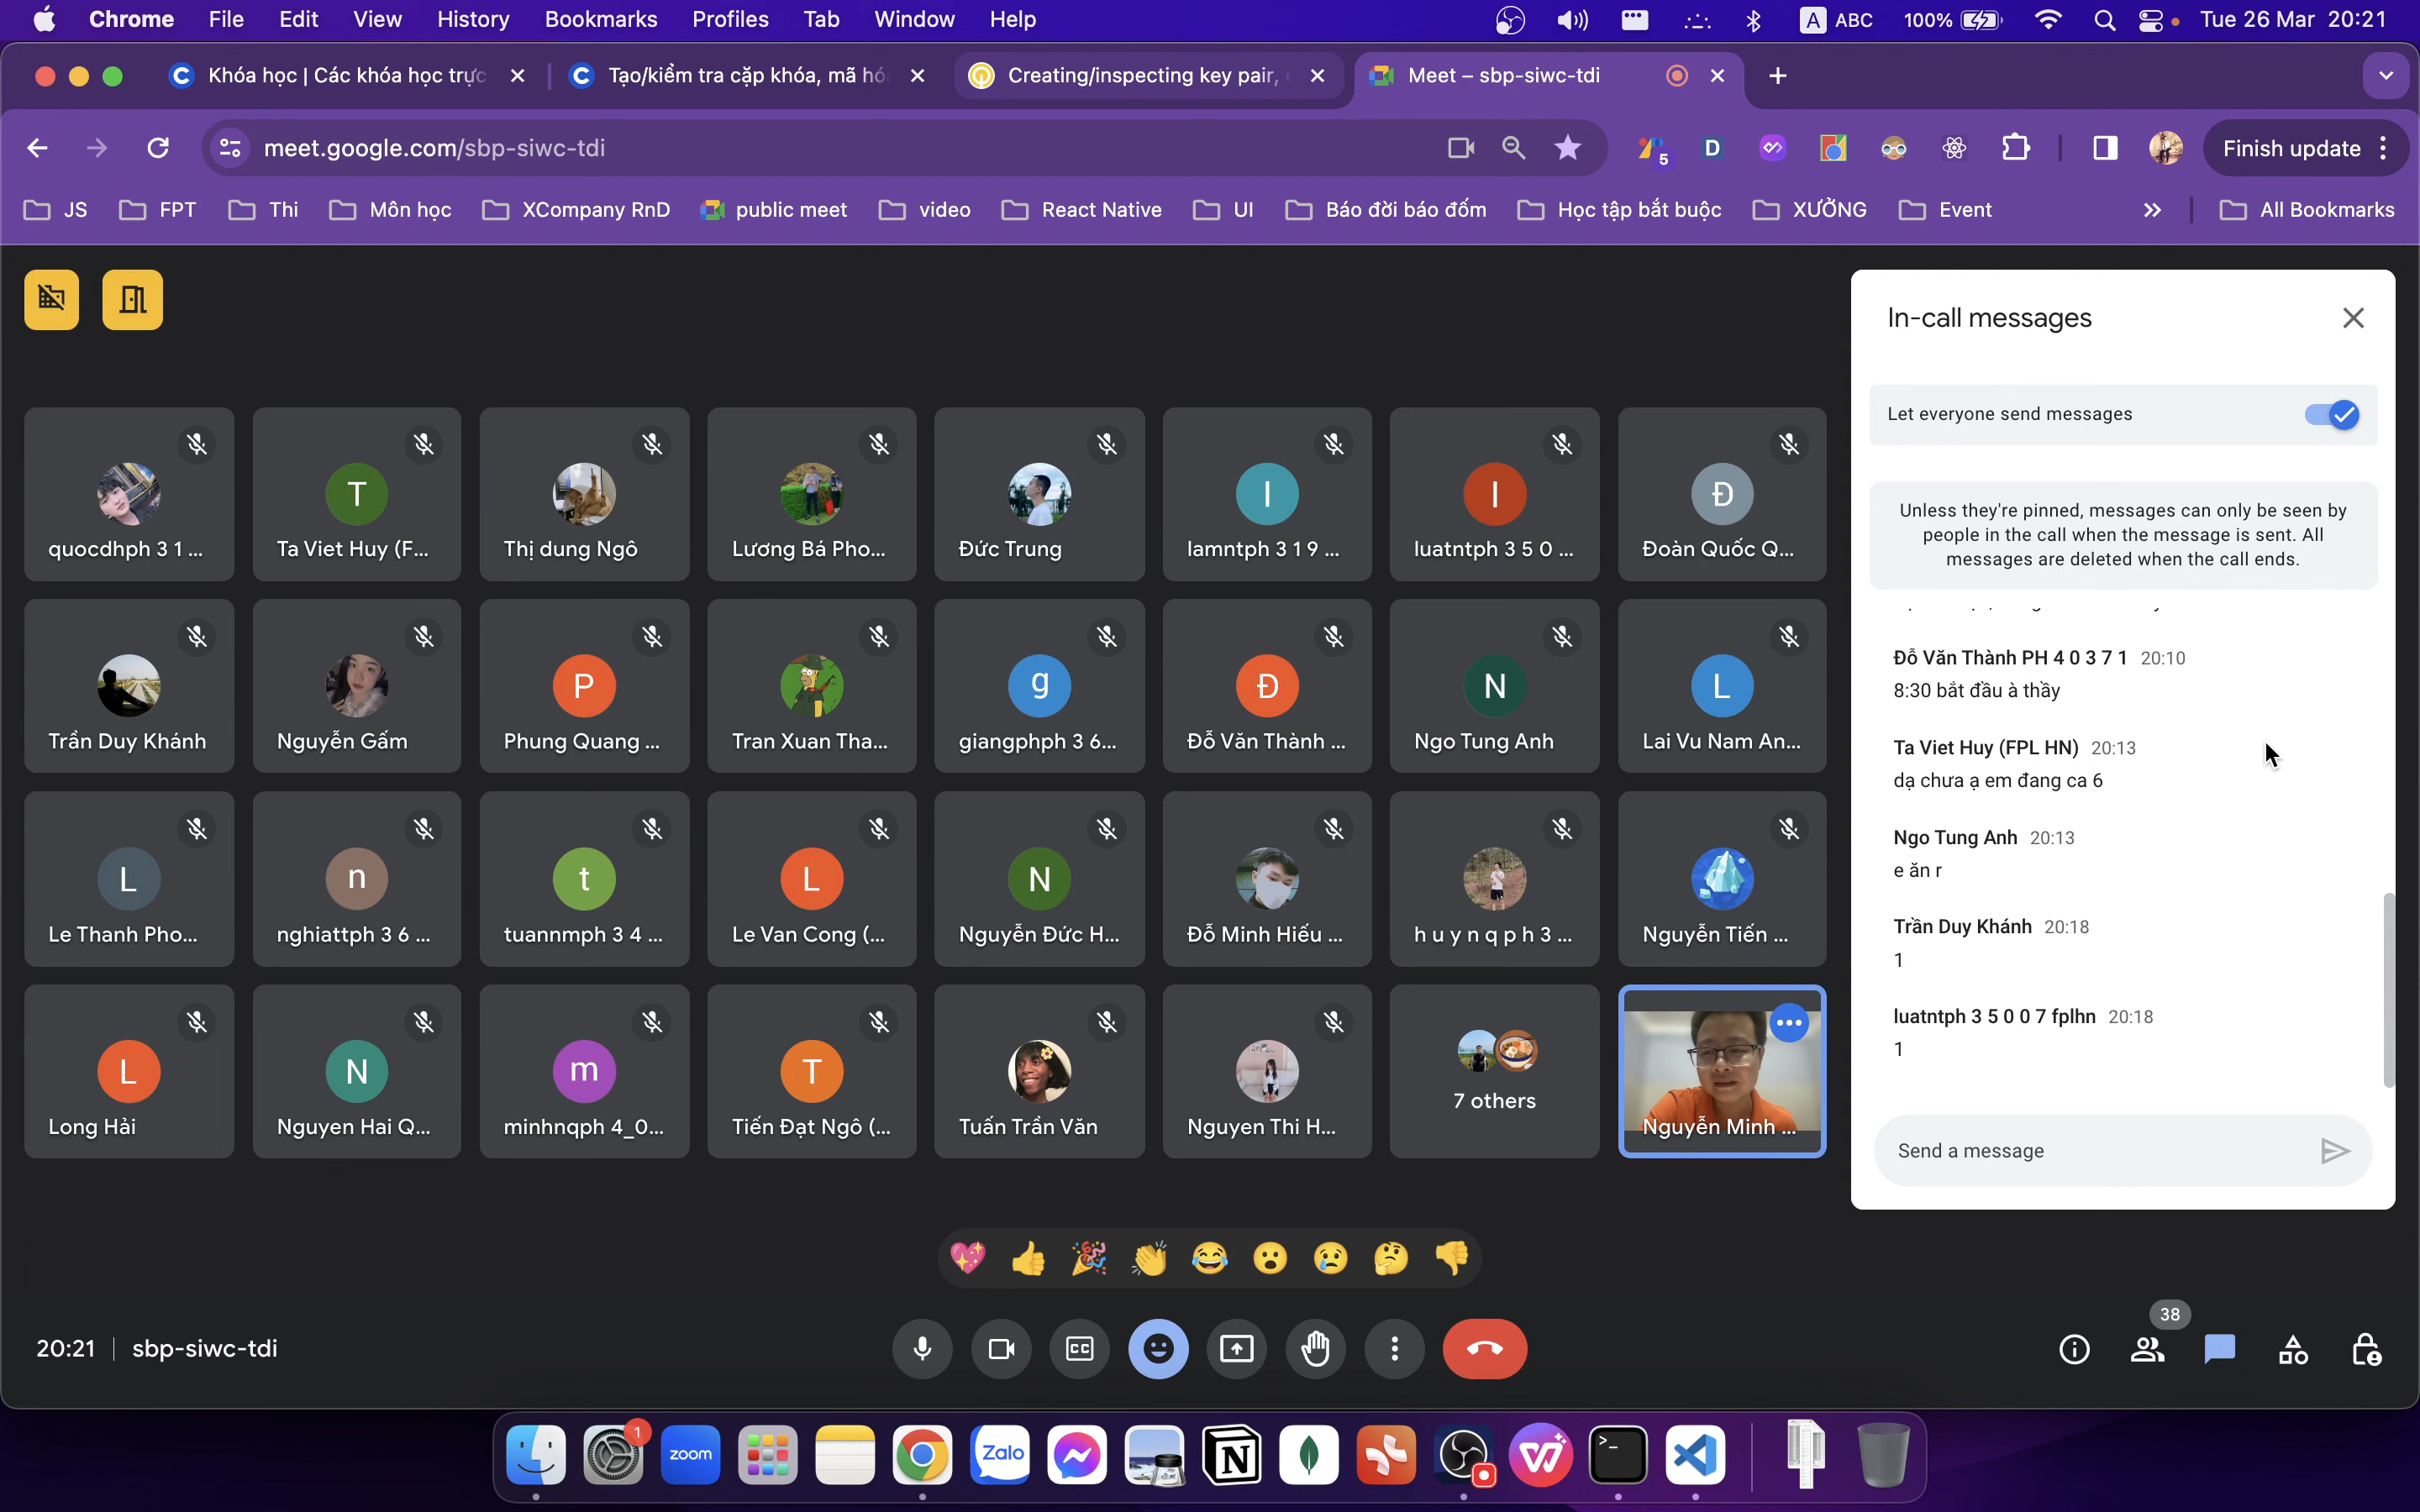 Chrome File Edit View History Bookmarks Profiles Tab Window Help A ABC 100% Tue 26 Mar 20:21
Khóa học | Các khóa học trực
Tạo/kiểm tra cặp khóa, mã hó
Creating/inspecting key pair,
Meet – sbp-siwc-tdi
meet.google.com/sbp-siwc-tdi
5
D
Finish update
JS FPT Thi Môn học XCompany RnD public meet video React Native UI Báo đời báo đốm Học tập bắt buộc XƯỞNG Event All Bookmarks
In-call messages
Let everyone send messages
Unless they're pinned, messages can only be seen by
people in the call when the message is sent. All
messages are deleted when the call ends.
Đỗ Văn Thành PH 4 0 3 7 1 20:10
8:30 bắt đầu à thầy
Ta Viet Huy (FPL HN) 20:13
dạ chưa ạ em đang ca 6
Ngo Tung Anh 20:13
e ăn r
Trần Duy Khánh 20:18
1
luatntph 3 5 0 0 7 fplhn 20:18
1
Send a message
T l l Đ
quocdhph 3 1 ... Ta Viet Huy (F... Thị dung Ngô Lương Bá Pho... Đức Trung lamntph 3 1 9 ... luatntph 3 5 0 ... Đoàn Quốc Q...
P g Đ N L
Trần Duy Khánh Nguyễn Gấm Phung Quang ... Tran Xuan Tha... giangphph 3 6... Đỗ Văn Thành ... Ngo Tung Anh Lai Vu Nam An...
L n t L N
Le Thanh Pho... nghiattph 3 6 ... tuannmph 3 4 ... Le Van Cong (... Nguyễn Đức H... Đỗ Minh Hiếu ... h u y n q p h 3 ... Nguyễn Tiến ...
L N m T
7 others
Long Hải Nguyen Hai Q... minhnqph 4_0... Tiến Đạt Ngô (... Tuấn Trần Văn Nguyen Thi H... Nguyễn Minh ...
20:21 sbp-siwc-tdi
CC
38
1
zoom
Zalo